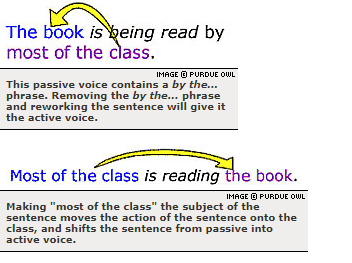 The book is being read by
most of the class.
IMAGE © PURDUE OWL
This passive voice contains a by the...
phrase. Removing the by the... phrase
and reworking the sentence will give it
the active voice.
Most of the class is reading the book.
IMAGE © PURDUE OWL
Making "most of the class" the subject of the
sentence moves the action of the sentence onto the
class, and shifts the sentence from passive into
active voice.